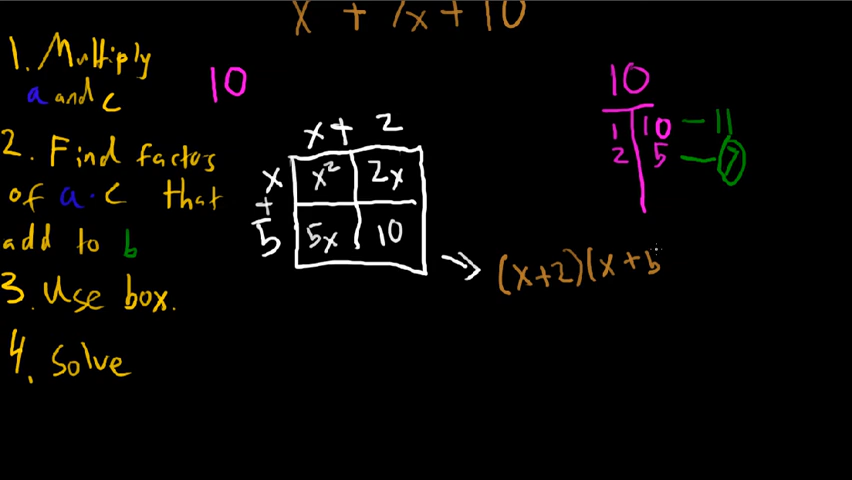 x + 7x + 10
1. Multiply
a and c
10
2. Find factos
of a · c that
add to b
3. Use box.
4. Solve
x + 2
x + 5
x² 2x
5x 10
→ (x+2)(x+5
10
1 10 — 11
2 5 — 7